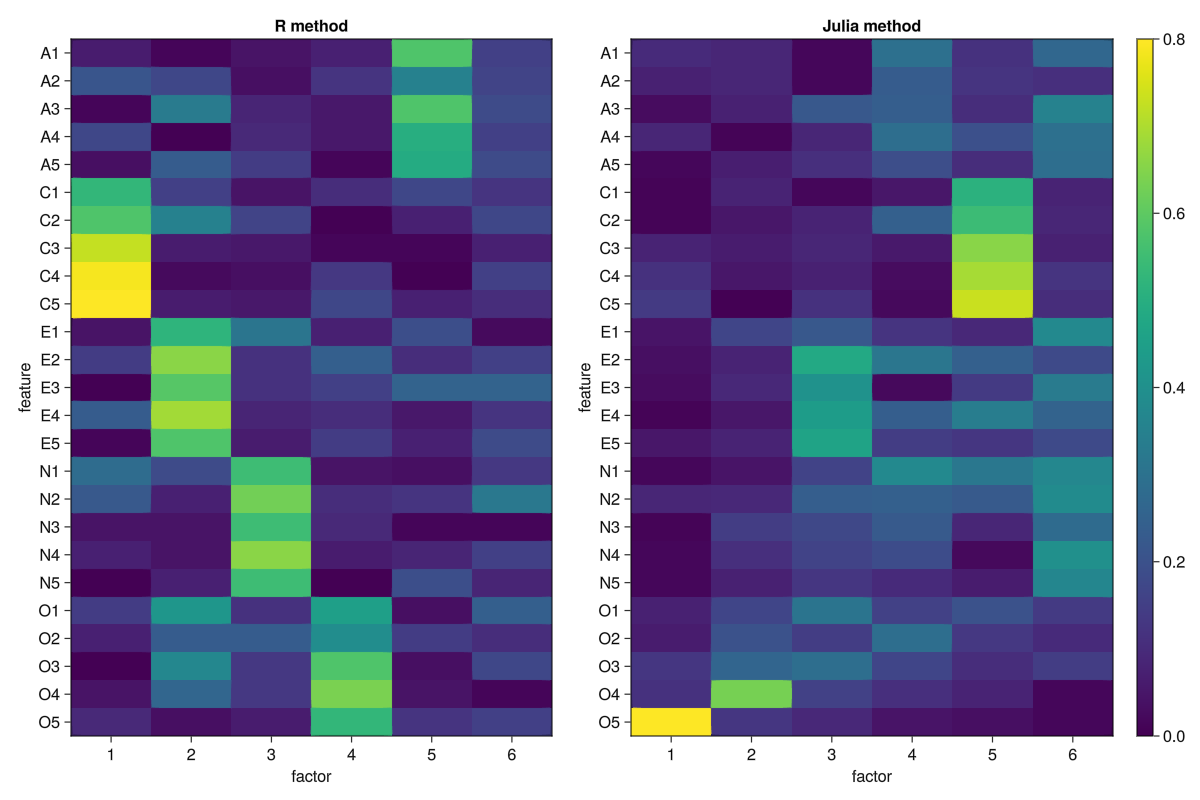 R method
A1
A2
A3
A4
A5
C1
C2
C3
C4
C5
E1
E2
E3
E4
E5
N1
N2
N3
N4
N5
O1
O2
O3
O4
O5
feature
1 2 3 4 5 6
factor
Julia method
A1
A2
A3
A4
A5
C1
C2
C3
C4
C5
E1
E2
E3
E4
E5
N1
N2
N3
N4
N5
O1
O2
O3
O4
O5
feature
1 2 3 4 5 6
factor
0.8
0.6
0.4
0.2
0.0